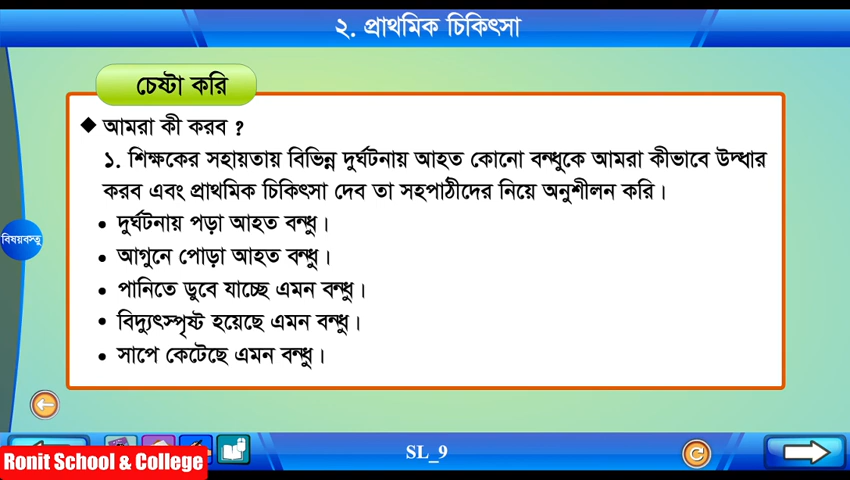 ২. প্রাথমিক চিকিৎসা
চেষ্টা করি
◆ আমরা কী করব ?
১. শিক্ষকের সহায়তায় বিভিন্ন দুর্ঘটনায় আহত কোনো বন্ধুকে আমরা কীভাবে উদ্ধার
করব এবং প্রাথমিক চিকিৎসা দেব তা সহপাঠীদের নিয়ে অনুশীলন করি।
• দুর্ঘটনায় পড়া আহত বন্ধু।
• আগুনে পোড়া আহত বন্ধু।
• পানিতে ডুবে যাচ্ছে এমন বন্ধু।
• বিদ্যুৎস্পৃষ্ট হয়েছে এমন বন্ধু।
• সাপে কেটেছে এমন বন্ধু।
বিষয়বস্তু
SL_9
Ronit School & College